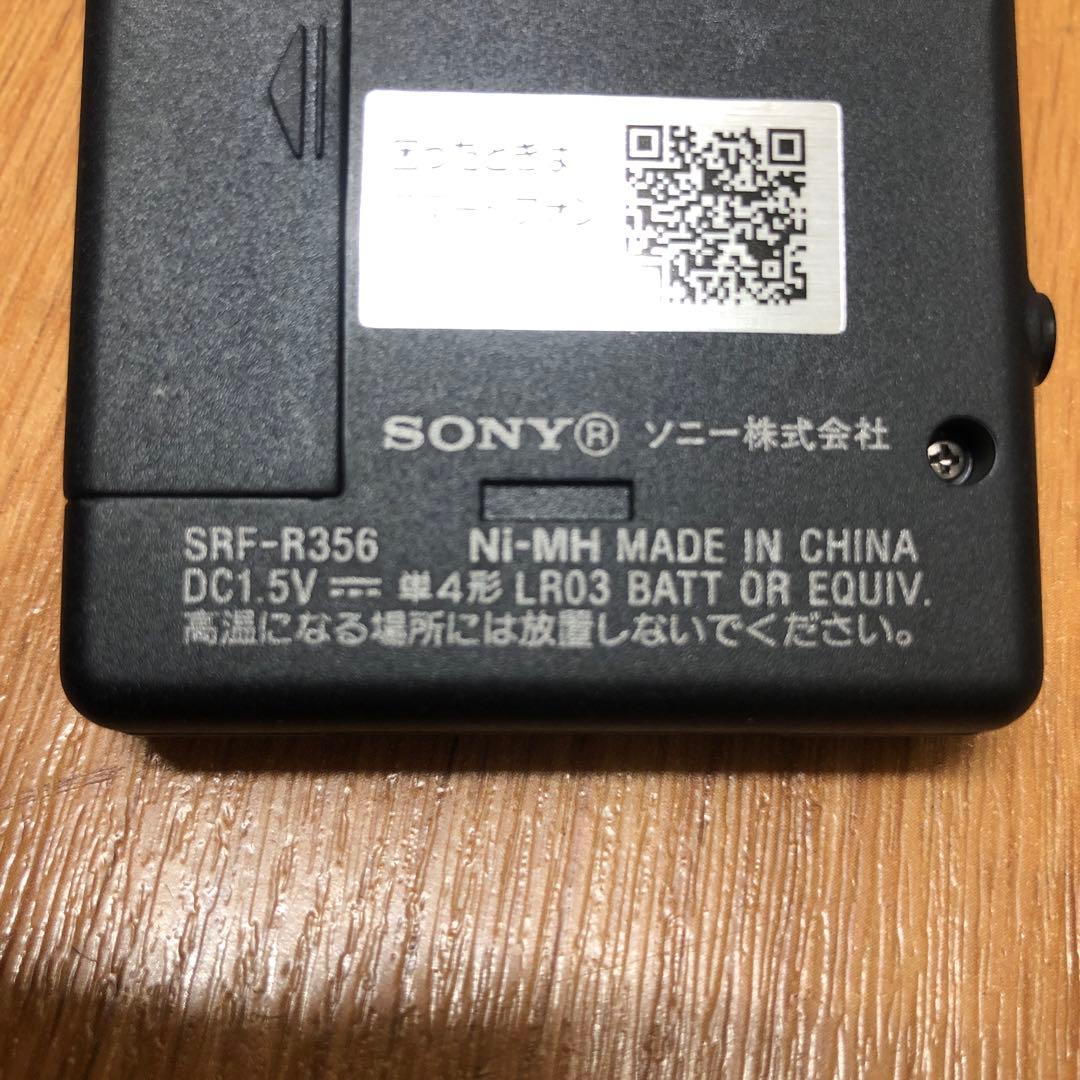 困ったときは
SONY® ソニー株式会社
SRF-R356 Ni-MH MADE IN CHINA
DC1.5V ⎓ 単4形 LR03 BATT OR EQUIV.
高温になる場所には放置しないでください。